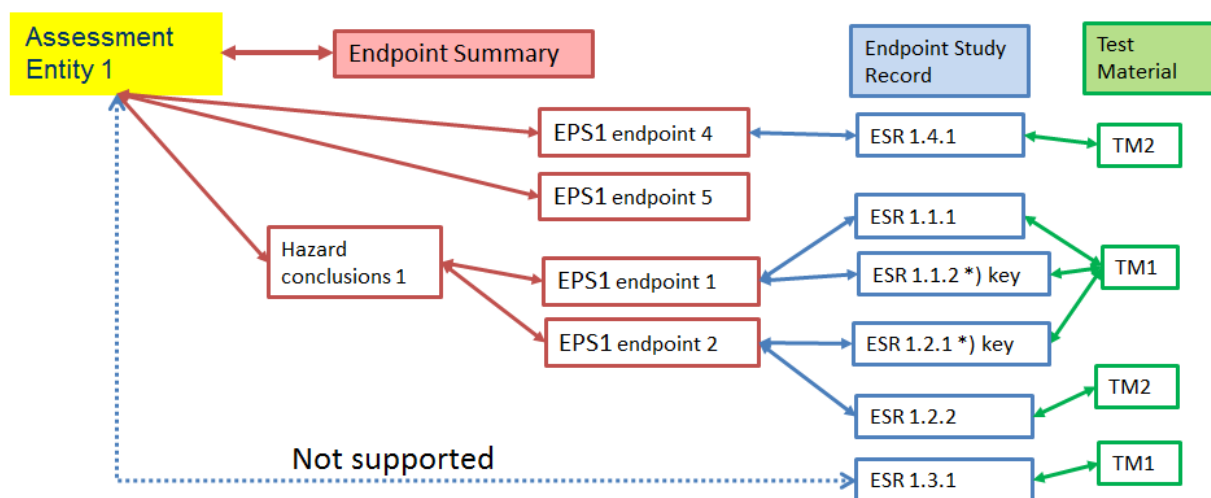 Assessment
Entity 1
Endpoint Summary
Endpoint Study
Record
Test
Material
EPS1 endpoint 4
ESR 1.4.1
TM2
EPS1 endpoint 5
ESR 1.1.1
Hazard
conclusions 1
EPS1 endpoint 1
ESR 1.1.2 *) key
TM1
EPS1 endpoint 2
ESR 1.2.1 *) key
TM2
ESR 1.2.2
Not supported
ESR 1.3.1
TM1